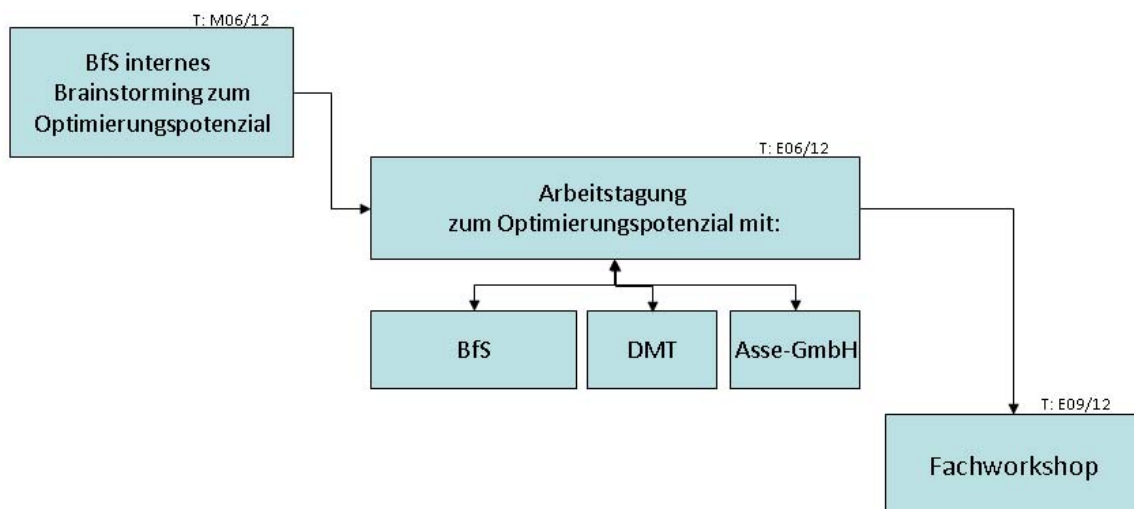 T: M06/12
BfS internes
Brainstorming zum
Optimierungspotenzial
T: E06/12
Arbeitstagung
zum Optimierungspotenzial mit:
BfS
DMT
Asse-GmbH
T: E09/12
Fachworkshop